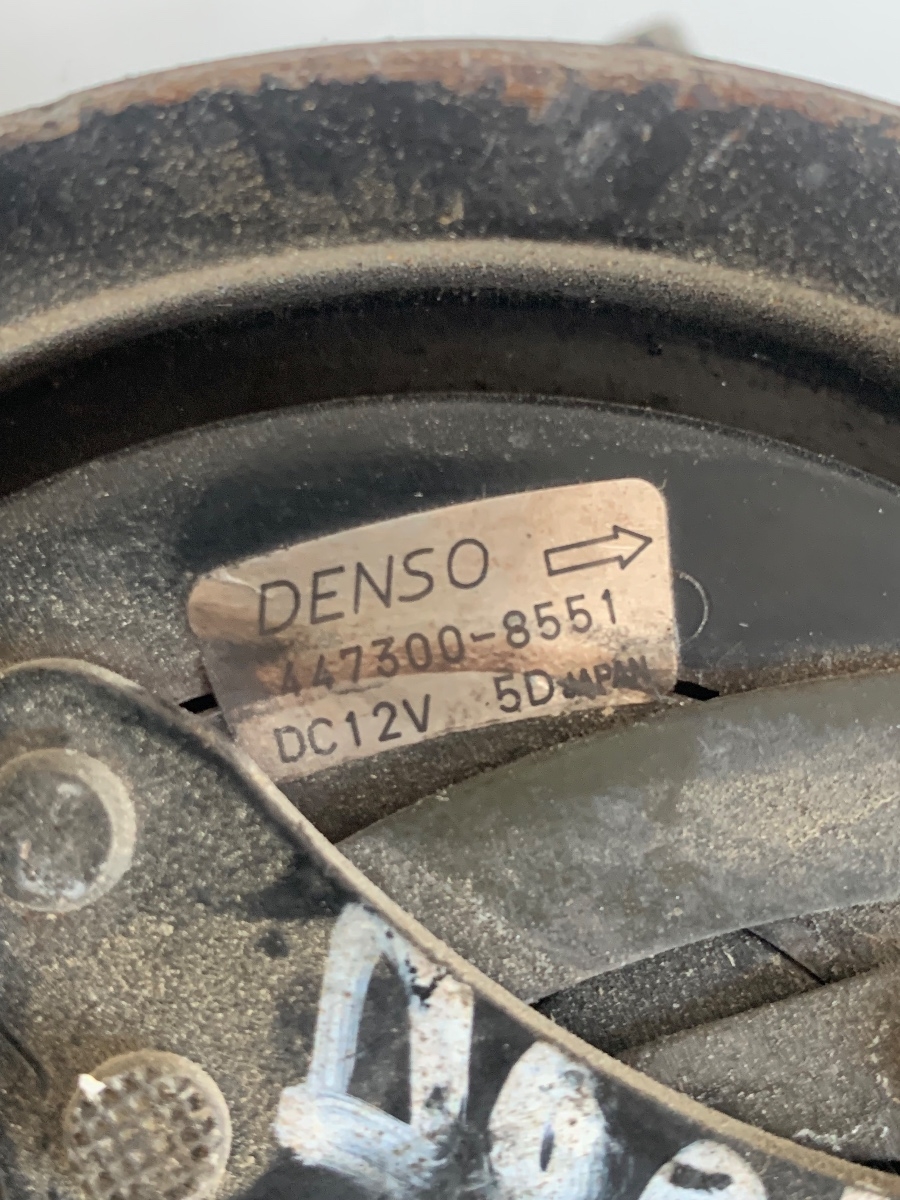 DENSO
447300-8551
DC12V 5D JAPAN